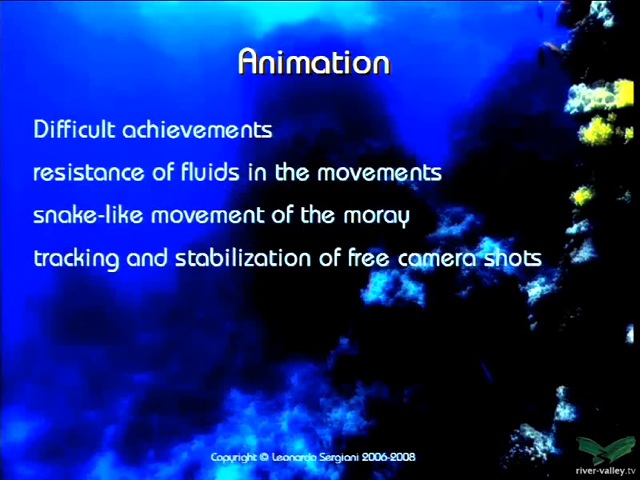 Animation
Difficult achievements
resistance of fluids in the movements
snake-like movement of the moray
tracking and stabilization of free camera shots
Copyright © Leonardo Sergiani 2006-2008
river-valley.tv